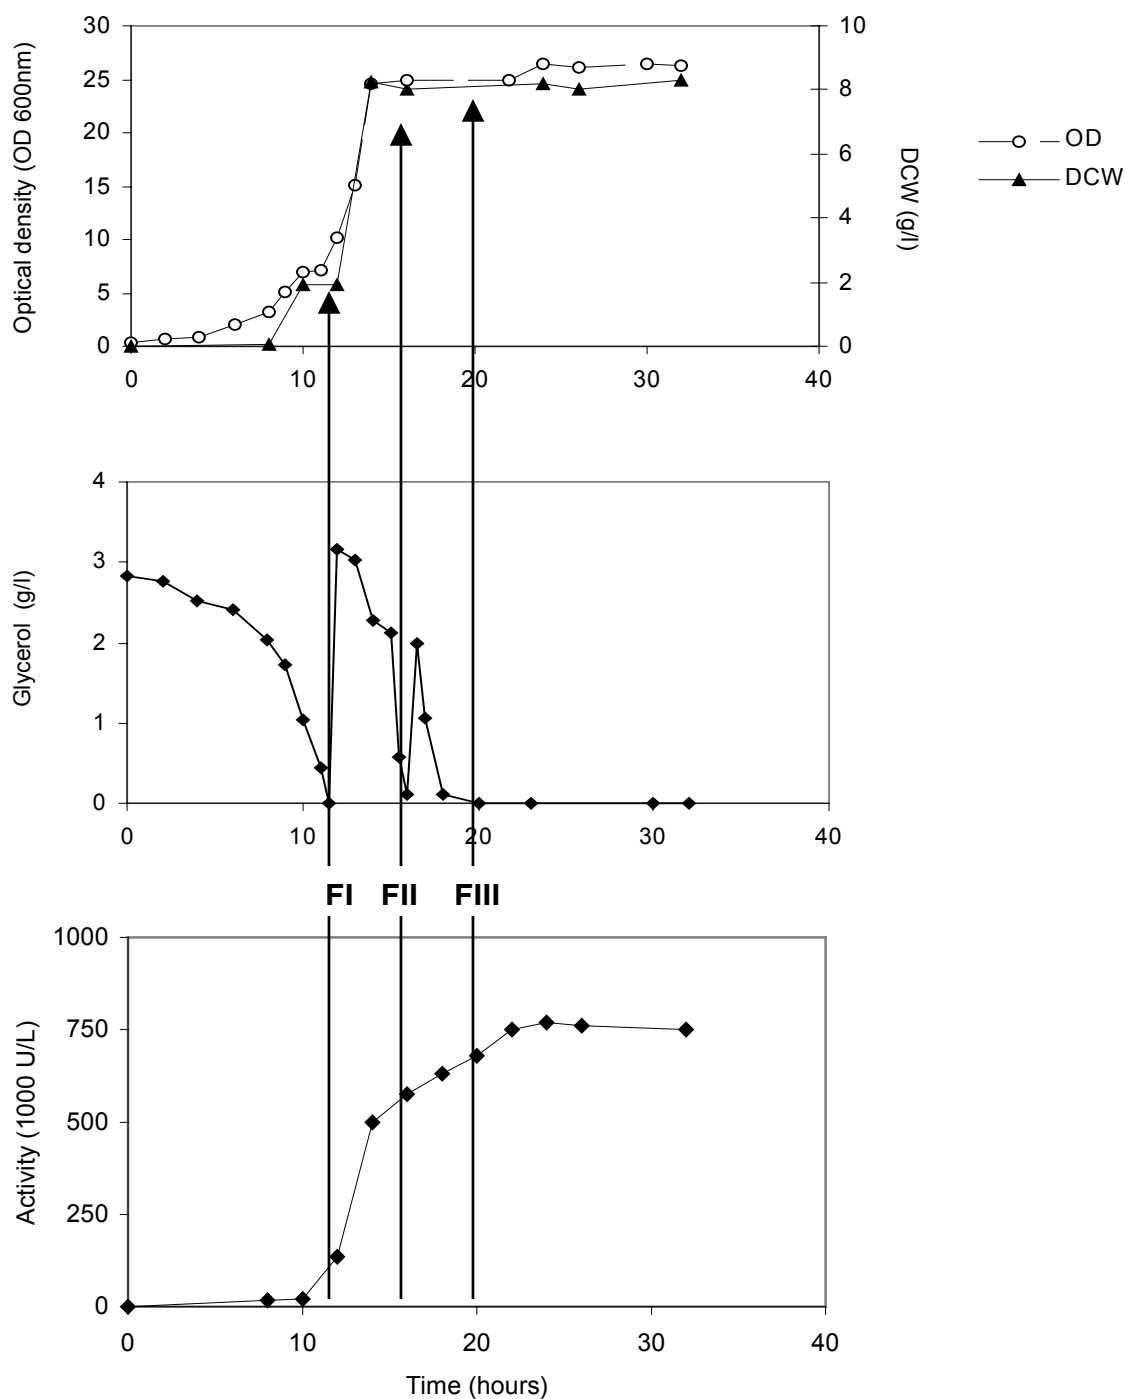 Optical density (OD 600nm)
30
25
20
15
10
5
0
0 10 20 30 40
10
8
6
4
2
0
DCW (g/l)
OD
DCW
Glycerol (g/l)
4
3
2
1
0
0 10 20 30 40
FI FII FIII
Activity (1000 U/L)
1000
750
500
250
0
0 10 20 30 40
Time (hours)